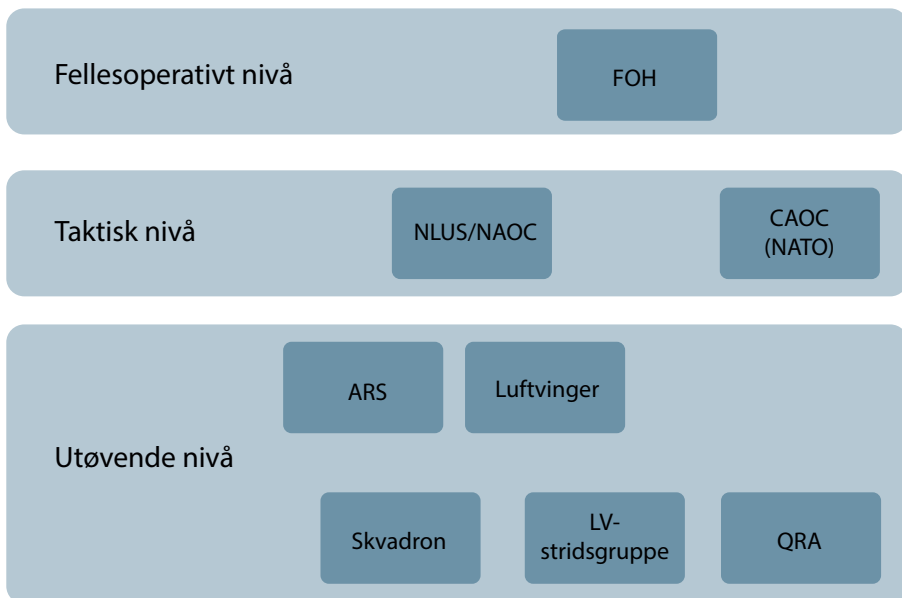 Fellesoperativt nivå
FOH
Taktisk nivå
NLUS/NAOC
CAOC
(NATO)
Utøvende nivå
ARS
Luftvinger
Skvadron
LV-
stridsgruppe
QRA